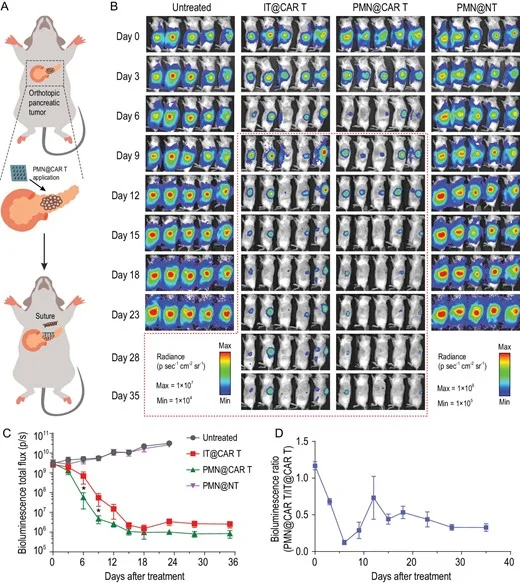 A
Orthotopic
pancreatic
tumor
PMN@CAR T
application
Suture
B
Untreated IT@CAR T PMN@CAR T PMN@NT
Day 0
Day 3
Day 6
Day 9
Day 12
Day 15
Day 18
Day 23
Day 28
Day 35
Radiance
(p sec⁻¹ cm⁻² sr⁻¹)
Max = 1×10⁷
Min = 1×10⁴
Max
Min
Radiance
(p sec⁻¹ cm⁻² sr⁻¹)
Min = 1×10⁵
Max
Min
C
Bioluminescence total flux (p/s)
10¹¹
10¹⁰
10⁹
10⁸
10⁷
10⁶
10⁵
* *
Untreated
IT@CAR T
PMN@CAR T
PMN@NT
0 6 12 18 24 30 36
Days after treatment
D
Bioluminescence ratio
(PMN@CAR T/IT@CAR T)
1.5
1.0
0.5
0.0
0 10 20 30 40
Days after treatment